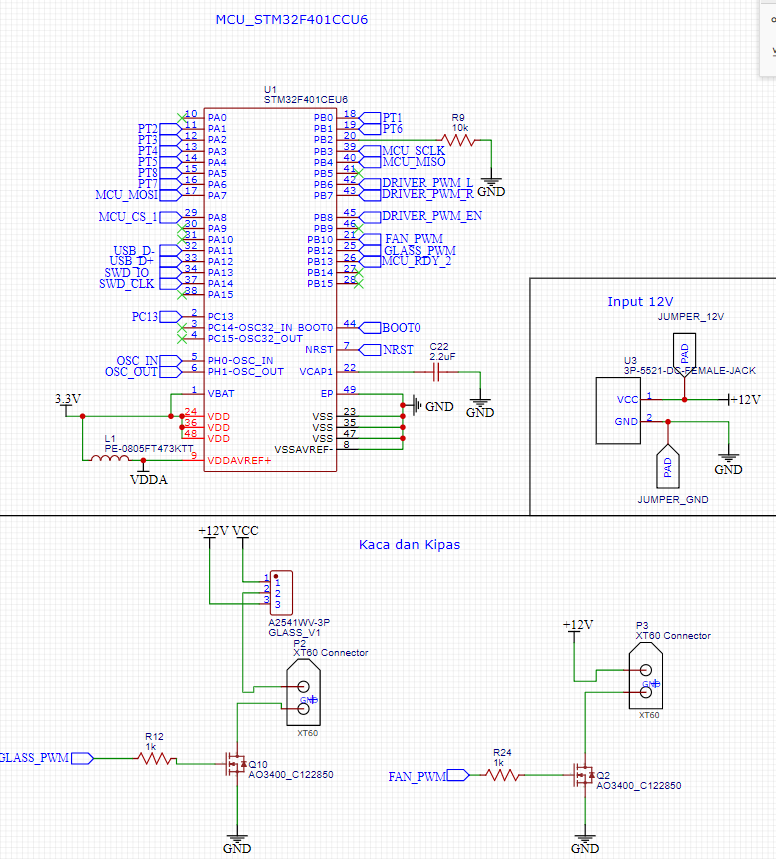 MCU_STM32F401CCU6
U1
STM32F401CEU6
10 PA0
PT2 11 PA1
PT3 12 PA2
PT4 13 PA3
PT5 14 PA4
PT8 15 PA5
PT7 16 PA6
MCU_MOSI 17 PA7
MCU_CS_1 29 PA8
30 PA9
31 PA10
USB_D- 32 PA11
USB_D+ 33 PA12
SWD_IO 34 PA13
SWD_CLK 37 PA14
38 PA15
PC13 2 PC13
3 PC14-OSC32_IN
4 PC15-OSC32_OUT
OSC_IN 5 PH0-OSC_IN
OSC_OUT 6 PH1-OSC_OUT
1 VBAT
24 VDD
36 VDD
48 VDD
9 VDDAVREF+
PB0 18 PT1
PB1 19 PT6
PB2 20
PB3 39 MCU_SCLK
PB4 40 MCU_MISO
PB5 41
PB6 42 DRIVER_PWM_L
PB7 43 DRIVER_PWM_R
PB8 45 DRIVER_PWM_EN
PB9 46
PB10 21 FAN_PWM
PB12 25 GLASS_PWM
PB13 26 MCU_RDY_2
PB14 27
PB15 28
BOOT0 44 BOOT0
NRST 7 NRST
VCAP1 22
EP 49
VSS 23
VSS 35
VSS 47
VSSAVREF- 8
R9
10k
GND
C22
2.2uF
GND
GND
3.3V
L1
PE-0805FT473KTT
VDDA
Input 12V
JUMPER_12V
PAD
U3
3P-5521-DC-FEMALE-JACK
VCC 1
+12V
GND 2
GND
PAD
JUMPER_GND
Kaca dan Kipas
+12V VCC
1 1
2 2
3 3
A2541WV-3P
GLASS_V1
P2
XT60 Connector
GND
XT60
GLASS_PWM
R12
1k
Q10
AO3400_C122850
GND
+12V
P3
XT60 Connector
GND
XT60
FAN_PWM
R24
1k
Q2
AO3400_C122850
GND